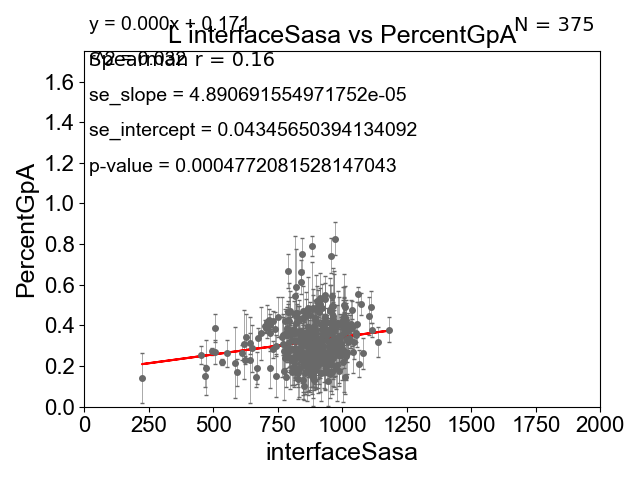 y = 0.000x + 0.171
N = 375
L interfaceSasa vs PercentGpA
Spearman r = 0.16
se_slope = 4.890691554971752e-05
se_intercept = 0.04345650394134092
p-value = 0.0004772081528147043
PercentGpA
1.6
1.4
1.2
1.0
0.8
0.6
0.4
0.2
0.0
0 250 500 750 1000 1250 1500 1750 2000
interfaceSasa